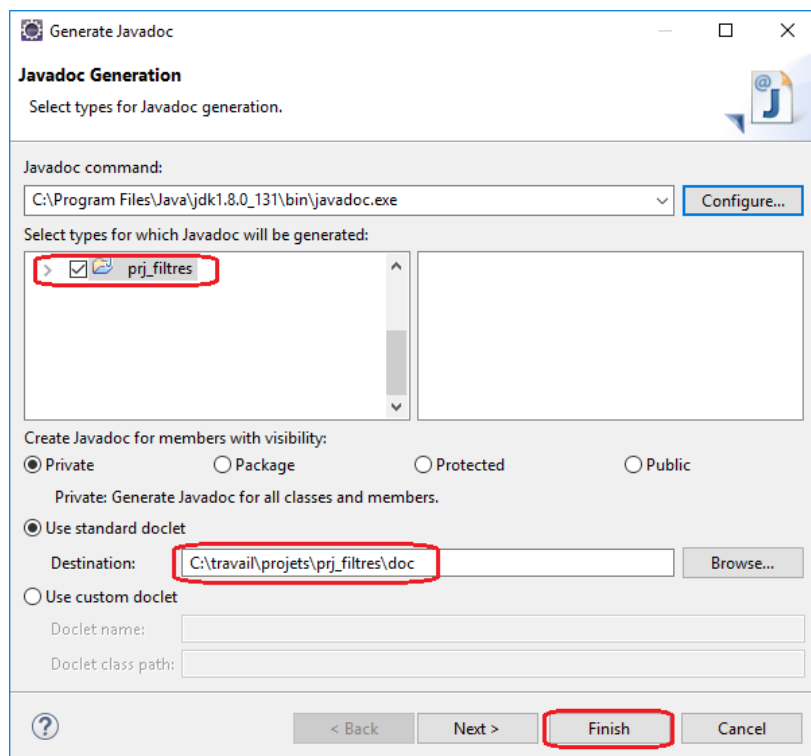 Generate Javadoc
Javadoc Generation
Select types for Javadoc generation.
@
J
Javadoc command:
C:\Program Files\Java\jdk1.8.0_131\bin\javadoc.exe
Configure...
Select types for which Javadoc will be generated:
prj_filtres
Create Javadoc for members with visibility:
Private Package Protected Public
Private: Generate Javadoc for all classes and members.
Use standard doclet
Destination: C:\travail\projets\prj_filtres\doc Browse...
Use custom doclet
Doclet name:
Doclet class path:
? < Back Next > Finish Cancel